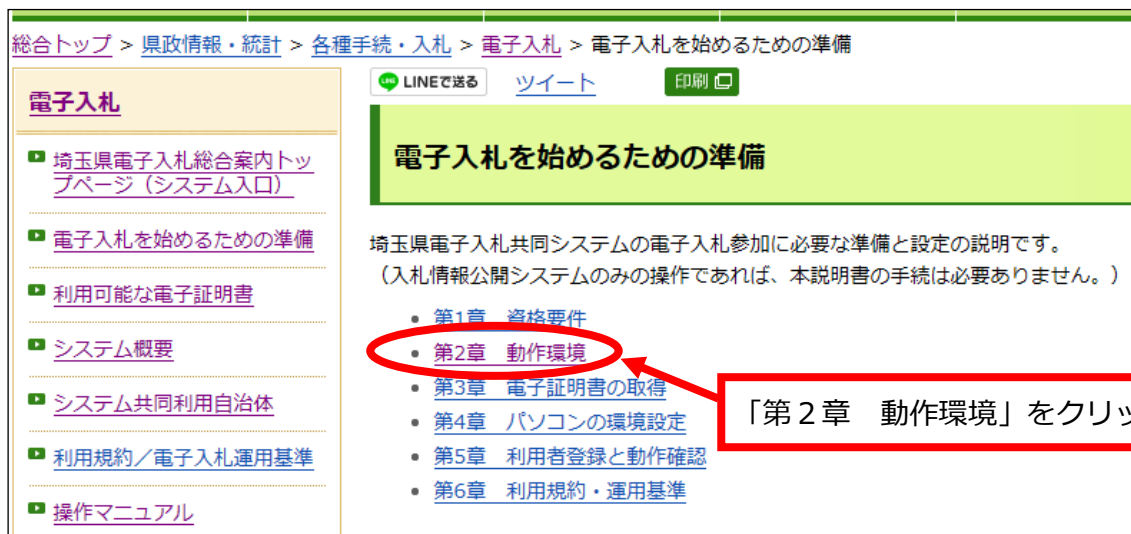 総合トップ > 県政情報・統計 > 各種手続・入札 > 電子入札 > 電子入札を始めるための準備
電子入札
埼玉県電子入札総合案内トッ
プページ（システム入口）
電子入札を始めるための準備
利用可能な電子証明書
システム概要
システム共同利用自治体
利用規約／電子入札運用基準
操作マニュアル
LINEで送る ツイート 印刷
電子入札を始めるための準備
埼玉県電子入札共同システムの電子入札参加に必要な準備と設定の説明です。
（入札情報公開システムのみの操作であれば、本説明書の手続は必要ありません。）
第1章　資格要件
第2章　動作環境
第3章　電子証明書の取得
第4章　パソコンの環境設定
第5章　利用者登録と動作確認
第6章　利用規約・運用基準
「第２章　動作環境」をクリッ